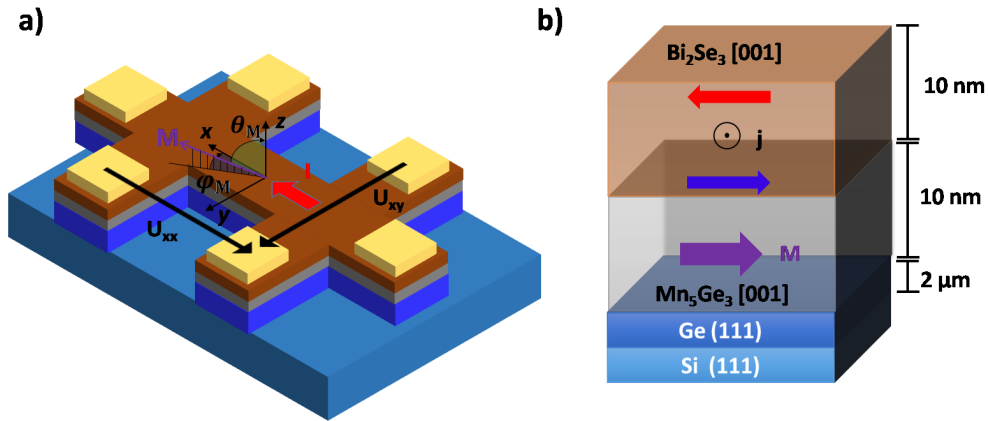 a)
x
θM
z
M
φM
I
y
Uxy
Uxx
b)
Bi2Se3 [001]
10 nm
j
10 nm
M
2 µm
Mn5Ge3 [001]
Ge (111)
Si (111)